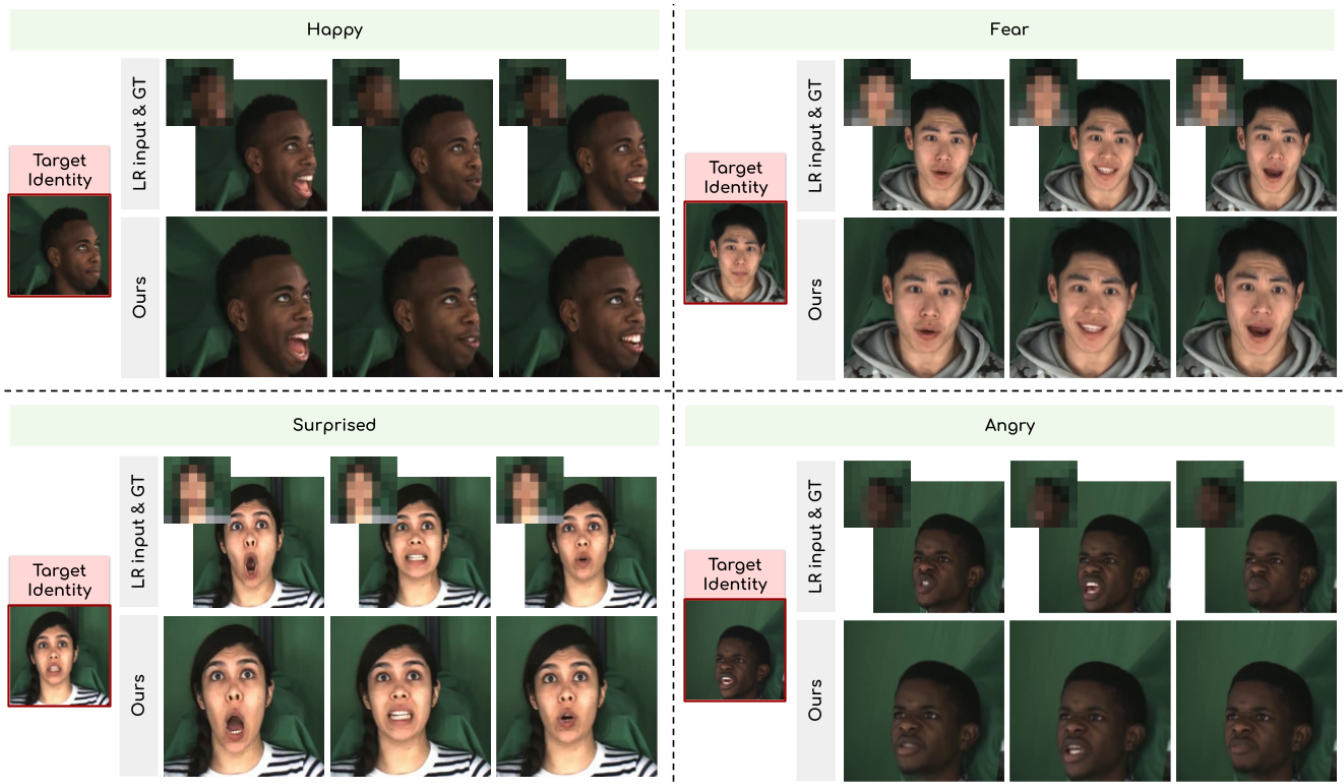 Happy
LR input & GT
Target
Identity
Ours
Fear
LR input & GT
Target
Identity
Ours
Surprised
LR input & GT
Target
Identity
Ours
Angry
LR input & GT
Target
Identity
Ours